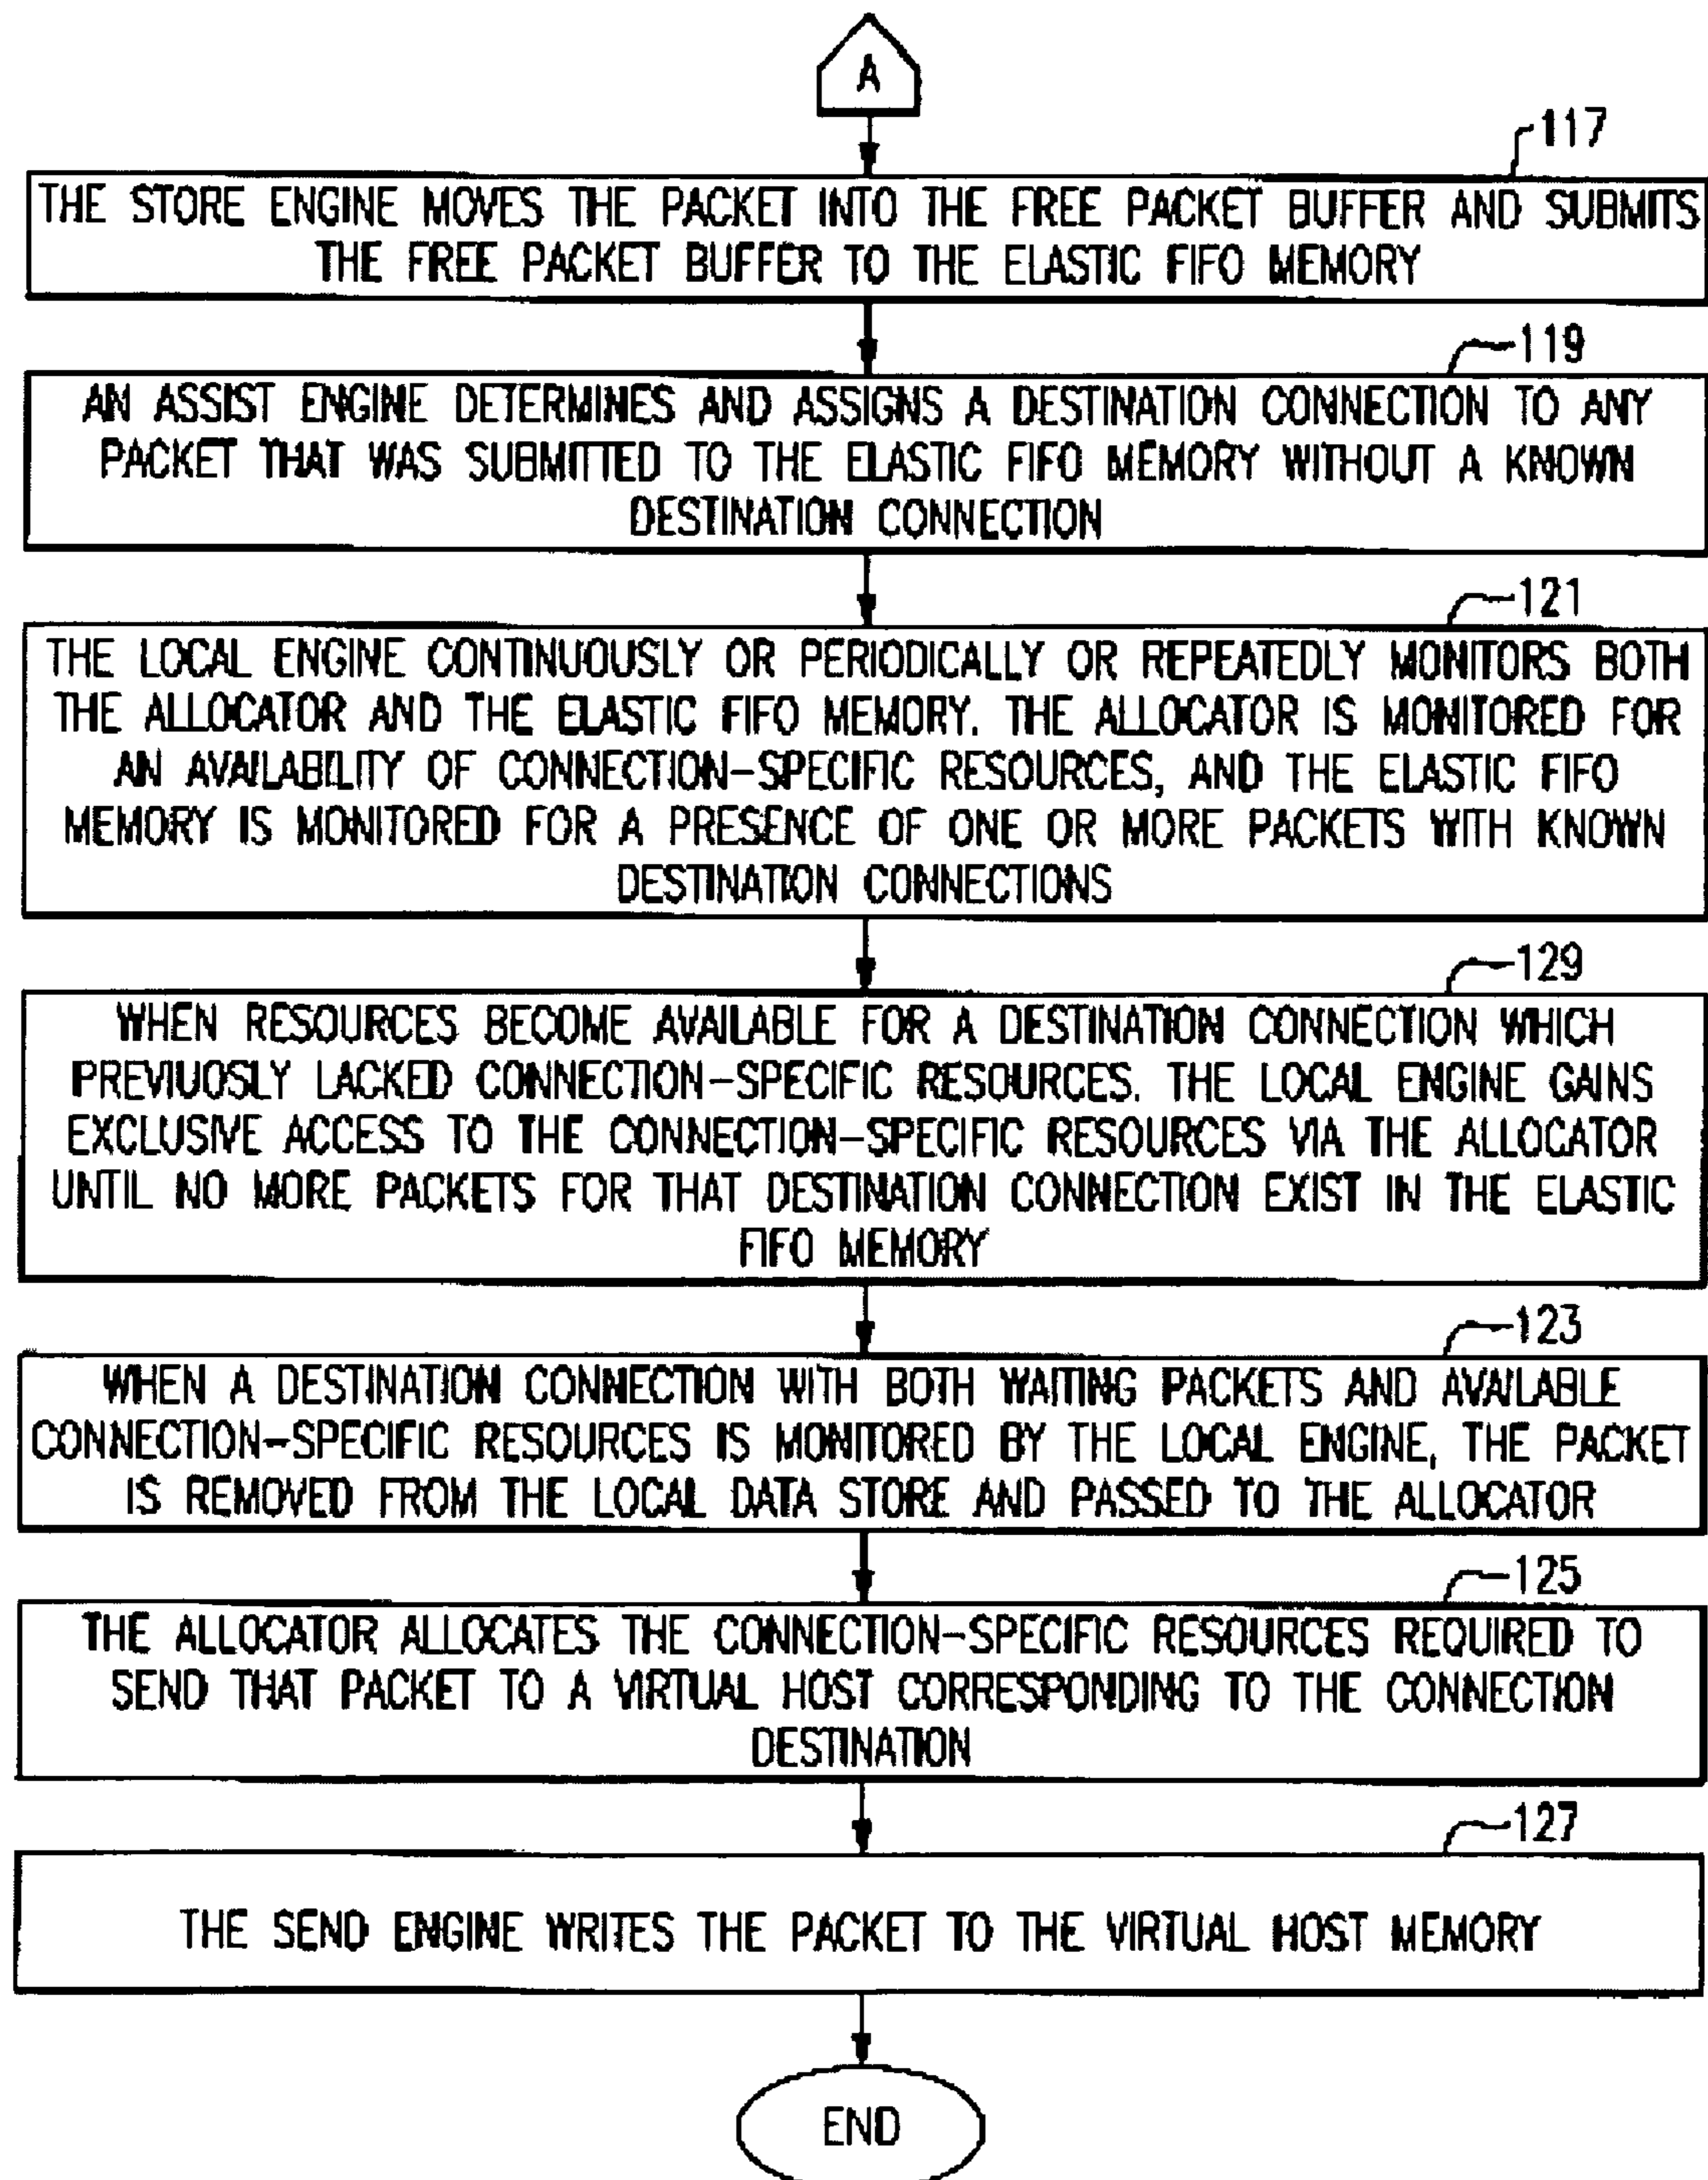 A
117
THE STORE ENGINE MOVES THE PACKET INTO THE FREE PACKET BUFFER AND SUBMITS
THE FREE PACKET BUFFER TO THE ELASTIC FIFO MEMORY
119
AN ASSIST ENGINE DETERMINES AND ASSIGNS A DESTINATION CONNECTION TO ANY
PACKET THAT WAS SUBMITTED TO THE ELASTIC FIFO MEMORY WITHOUT A KNOWN
DESTINATION CONNECTION
121
THE LOCAL ENGINE CONTINUOUSLY OR PERIODICALLY OR REPEATEDLY MONITORS BOTH
THE ALLOCATOR AND THE ELASTIC FIFO MEMORY. THE ALLOCATOR IS MONITORED FOR
AN AVAILABILITY OF CONNECTION-SPECIFIC RESOURCES, AND THE ELASTIC FIFO
MEMORY IS MONITORED FOR A PRESENCE OF ONE OR MORE PACKETS WITH KNOWN
DESTINATION CONNECTIONS
129
WHEN RESOURCES BECOME AVAILABLE FOR A DESTINATION CONNECTION WHICH
PREVIUOSLY LACKED CONNECTION-SPECIFIC RESOURCES. THE LOCAL ENGINE GAINS
EXCLUSIVE ACCESS TO THE CONNECTION-SPECIFIC RESOURCES VIA THE ALLOCATOR
UNTIL NO MORE PACKETS FOR THAT DESTINATION CONNECTION EXIST IN THE ELASTIC
FIFO MEMORY
123
WHEN A DESTINATION CONNECTION WITH BOTH WAITING PACKETS AND AVAILABLE
CONNECTION-SPECIFIC RESOURCES IS MONITORED BY THE LOCAL ENGINE, THE PACKET
IS REMOVED FROM THE LOCAL DATA STORE AND PASSED TO THE ALLOCATOR
125
THE ALLOCATOR ALLOCATES THE CONNECTION-SPECIFIC RESOURCES REQUIRED TO
SEND THAT PACKET TO A VIRTUAL HOST CORRESPONDING TO THE CONNECTION
DESTINATION
127
THE SEND ENGINE WRITES THE PACKET TO THE VIRTUAL HOST MEMORY
END